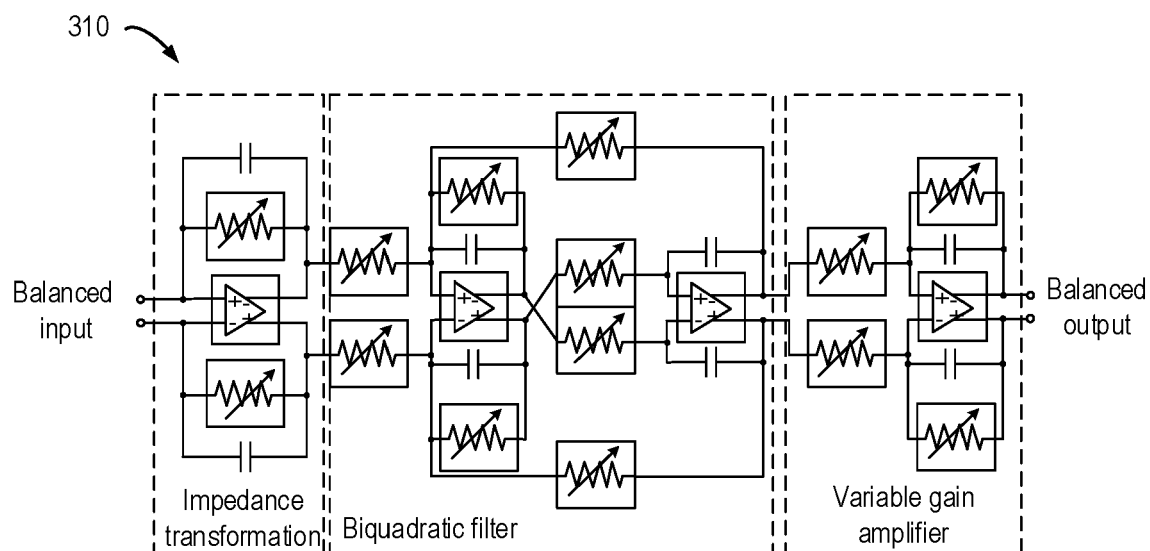 310
Balanced
input
Balanced
output
Impedance
transformation
Biquadratic filter
Variable gain
amplifier